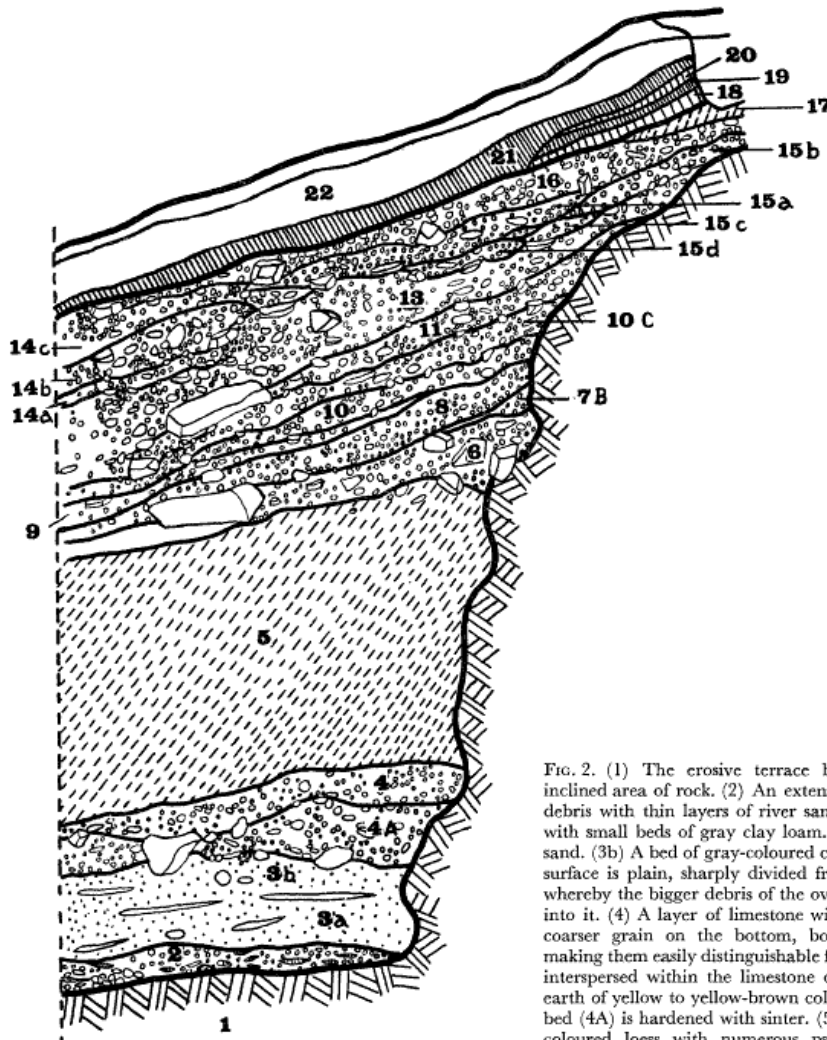 20
19
18
17
21
15b
16
22
15a
15c
15d
13
11
10 C
14c
14b
14a
10
8
7B
6
9
5
4
4A
3b
3a
2
1
FIG. 2. (1) The erosive terrace b
inclined area of rock. (2) An exten
debris with thin layers of river san
with small beds of gray clay loam.
sand. (3b) A bed of gray-coloured c
surface is plain, sharply divided fr
whereby the bigger debris of the ov
into it. (4) A layer of limestone wi
coarser grain on the bottom, bo
making them easily distinguishable f
interspersed within the limestone c
earth of yellow to yellow-brown col
bed (4A) is hardened with sinter. (5
coloured loess with numerous ps